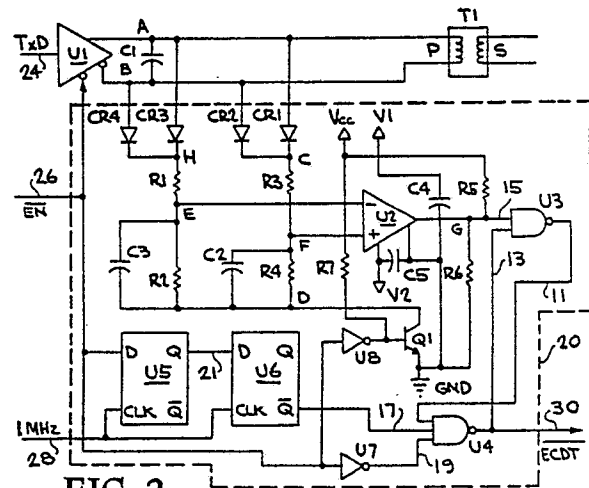 T1
A
TxD
U1
C1
P
S
24
B
CR4
CR3
CR2
CR1
Vcc
V1
H
C
26
R1
R3
C4
R5
U3
EN
E
U2
15
G
C3
F
13
R2
C2
R4
R7
C5
R6
V2
11
D
Q1
U8
20
D
Q
D
Q
U5
21
U6
GND
30
1MHz
CLK
Q
CLK
Q
17
U4
28
U7
19
ECDT